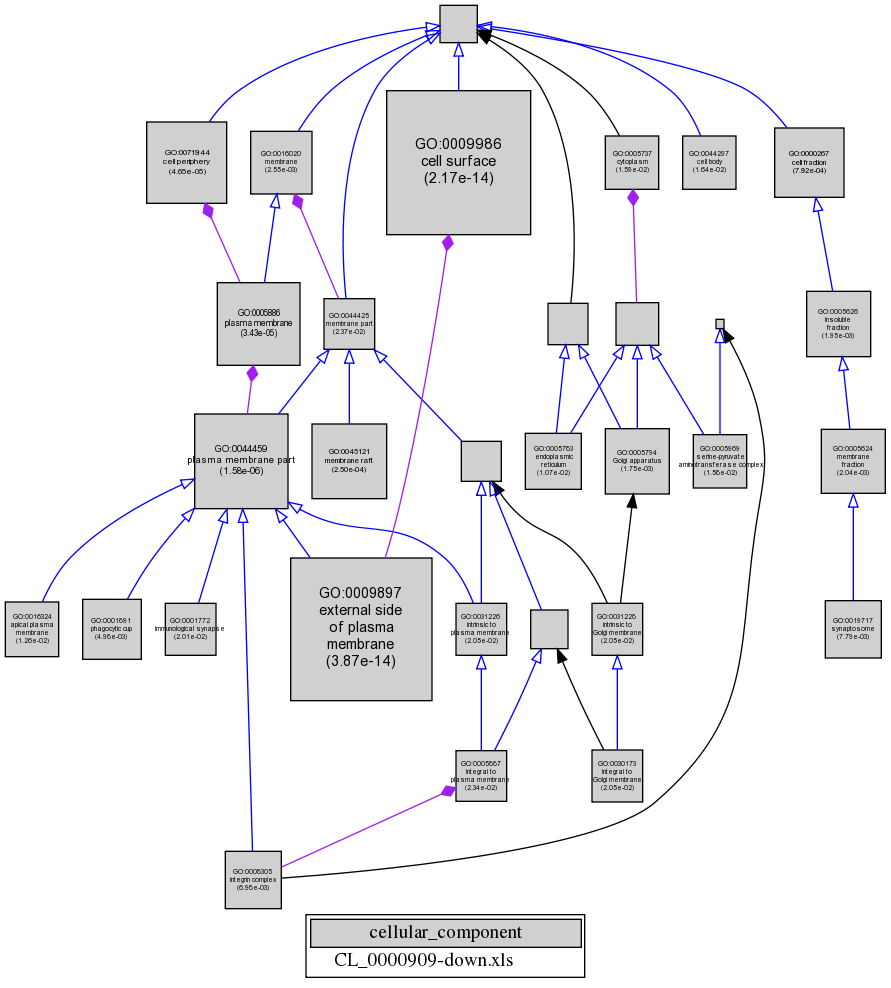 GO:0009986
cell surface
(2.17e-14)
GO:0071944
cell periphery
(4.65e-05)
GO:0016020
membrane
(2.55e-03)
GO:0005737
cytoplasm
(1.59e-02)
GO:0044297
cell body
(1.64e-02)
GO:0000267
cell fraction
(7.92e-04)
GO:0005886
plasma membrane
(3.43e-05)
GO:0044425
membrane part
(2.37e-02)
GO:0005626
insoluble
fraction
(1.95e-03)
GO:0044459
plasma membrane part
(1.58e-06)
GO:0045121
membrane raft
(2.50e-04)
GO:0005783
endoplasmic
reticulum
(1.07e-02)
GO:0005794
Golgi apparatus
(1.75e-03)
GO:0005969
serine-pyruvate
aminotransferase complex
(1.56e-02)
GO:0005624
membrane
fraction
(2.04e-03)
GO:0016324
apical plasma
membrane
(1.26e-02)
GO:0001891
phagocytic cup
(4.96e-03)
GO:0001772
immunological synapse
(2.01e-02)
GO:0009897
external side
of plasma
membrane
(3.87e-14)
GO:0031226
intrinsic to
plasma membrane
(2.05e-02)
GO:0031228
intrinsic to
Golgi membrane
(2.05e-02)
GO:0019717
synaptosome
(7.79e-03)
GO:0005887
integral to
plasma membrane
(2.34e-02)
GO:0030173
integral to
Golgi membrane
(2.05e-02)
GO:0008305
integrin complex
(6.98e-03)
cellular_component
CL_0000909-down.xls